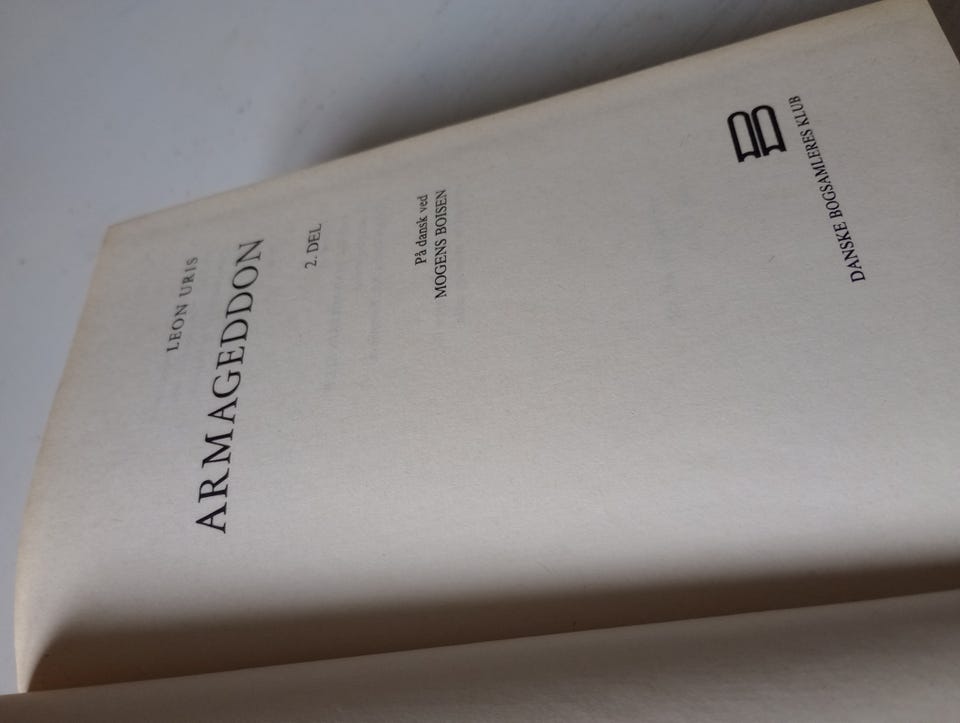 LEON URIS
ARMAGEDDON
2. DEL
På dansk ved
MOGENS BOISEN
B
DANSKE BOGSAMLERES KLUB